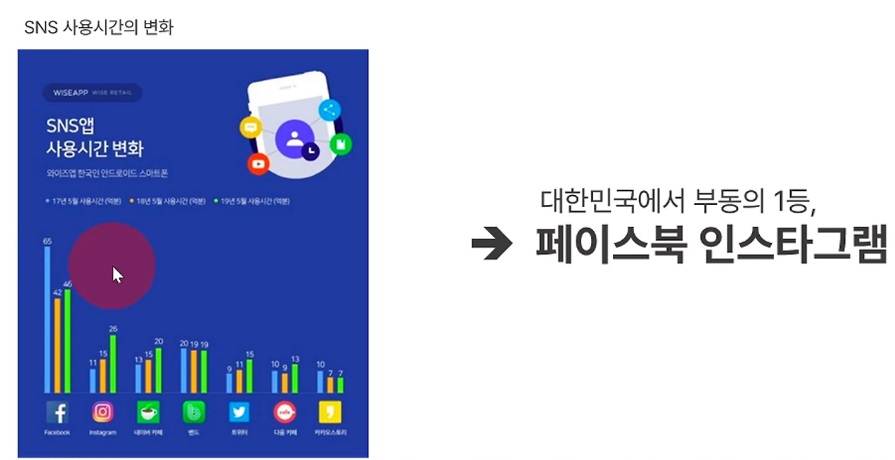 SNS 사용시간의 변화
WISEAPP WISE RETAIL
SNS앱
사용시간 변화
와이즈앱 한국인 안드로이드 스마트폰
17년 5월 사용시간 (억분) 18년 5월 사용시간 (억분) 19년 5월 사용시간 (억분)
65 42 46
11 15 26
13 15 20
20 19 19
9 11 15
10 9 13
10 7 7
Facebook Instagram 네이버 카페 밴드 트위터 다음 카페 카카오스토리
대한민국에서 부동의 1등,
➔ 페이스북 인스타그램